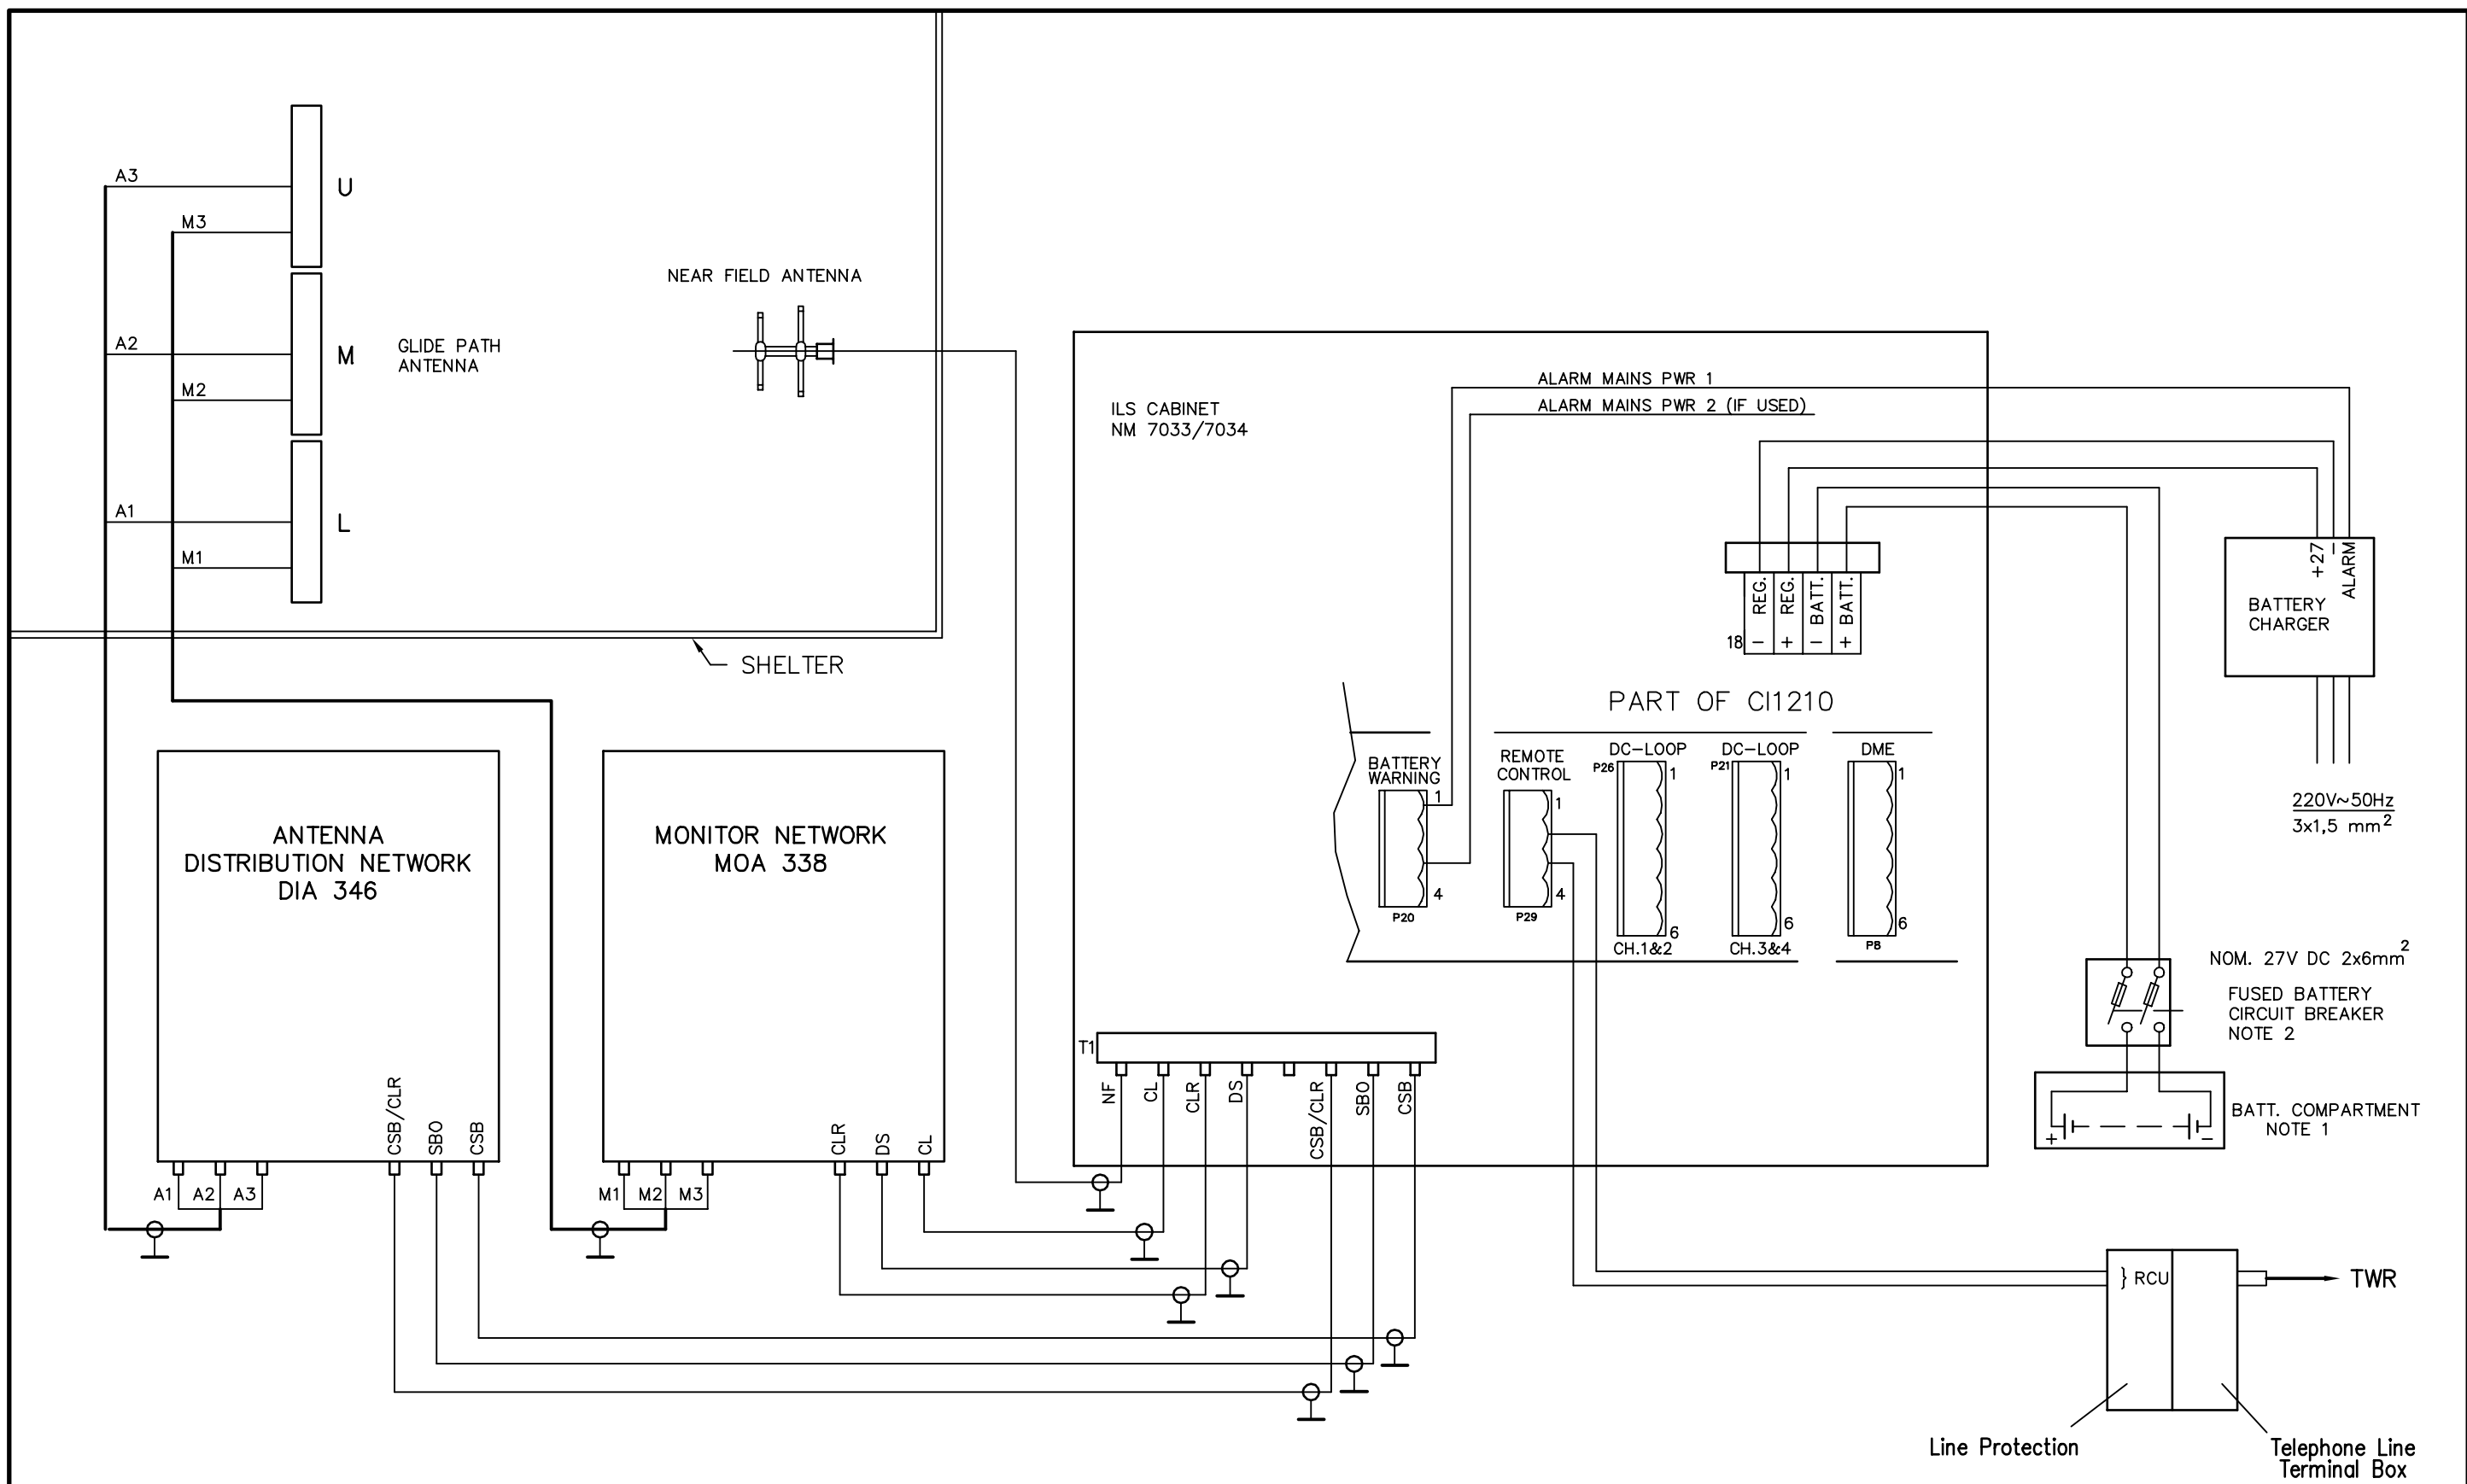 A3
U
M3
NEAR FIELD ANTENNA
A2
M
GLIDE PATH
ANTENNA
M2
A1
L
M1
SHELTER
ILS CABINET
NM 7033/7034
ALARM MAINS PWR 1
ALARM MAINS PWR 2 (IF USED)
18
– REG.
+ REG.
– BATT.
+ BATT.
+27
–
ALARM
BATTERY
CHARGER
220V~50Hz
3x1,5 mm²
PART OF CI1210
BATTERY
WARNING
1
4
P20
REMOTE
CONTROL
1
4
P29
DC-LOOP
P26
1
6
CH.1&2
DC-LOOP
P21
1
6
CH.3&4
DME
1
6
P8
NOM. 27V DC 2x6mm²
FUSED BATTERY
CIRCUIT BREAKER
NOTE 2
BATT. COMPARTMENT
NOTE 1
+
–
ANTENNA
DISTRIBUTION NETWORK
DIA 346
CSB/CLR
SBO
CSB
A1
A2
A3
MONITOR NETWORK
MOA 338
CLR
DS
CL
M1
M2
M3
T1
NF
CL
CLR
DS
CSB/CLR
SBO
CSB
} RCU
TWR
Line Protection
Telephone Line
Terminal Box